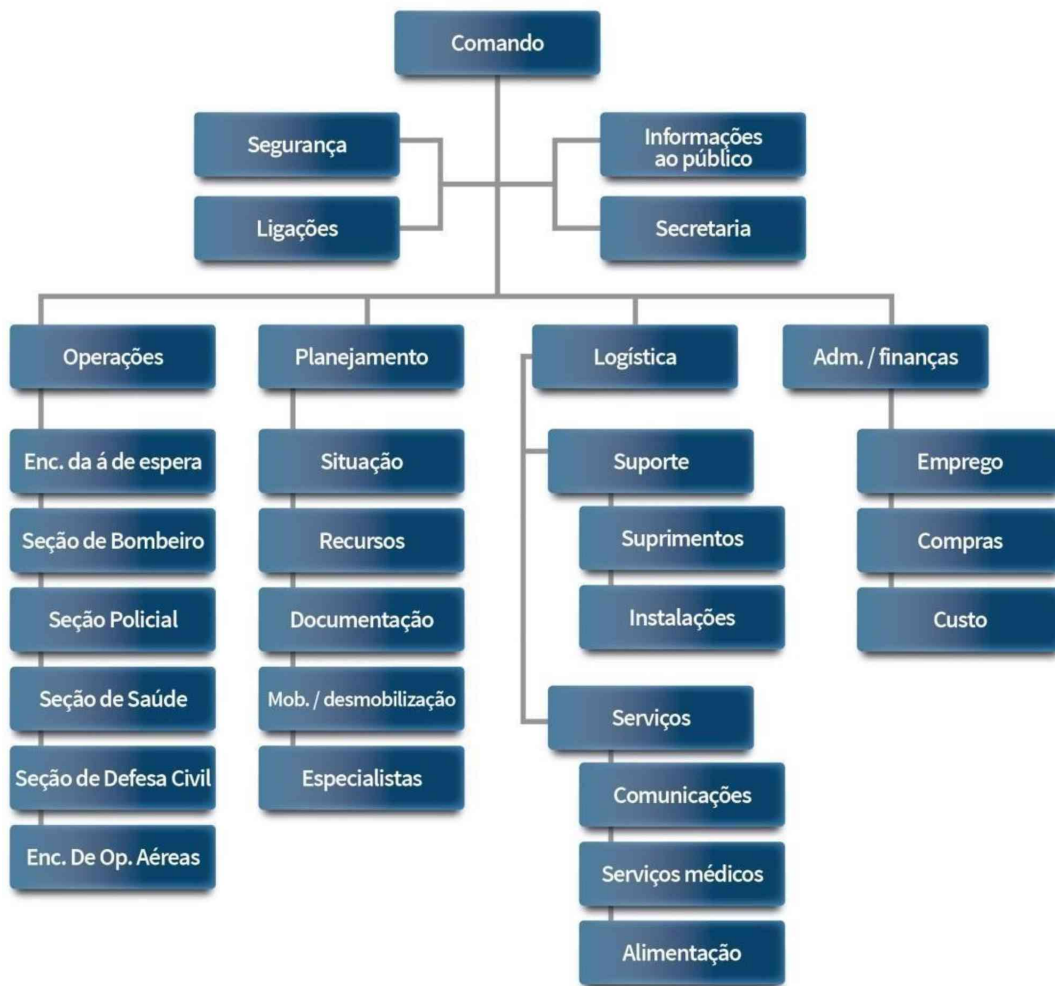 Comando
Segurança
Informações
ao público
Ligações
Secretaria
Operações
Planejamento
Logística
Adm. / finanças
Enc. da á de espera
Situação
Suporte
Emprego
Seção de Bombeiro
Recursos
Suprimentos
Compras
Seção Policial
Documentação
Instalações
Custo
Seção de Saúde
Mob. / desmobilização
Serviços
Seção de Defesa Civil
Especialistas
Comunicações
Enc. De Op. Aéreas
Serviços médicos
Alimentação